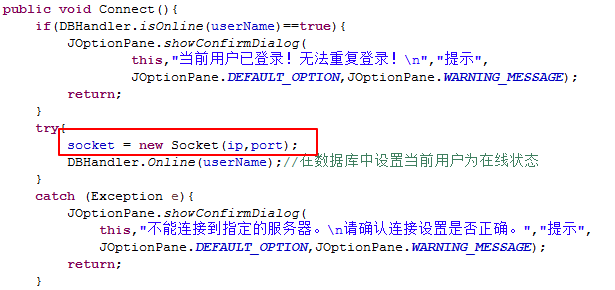 public void Connect(){
if(DBHandler.isOnline(userName)==true){
JOptionPane.showConfirmDialog(
this,"当前用户已登录！无法重复登录！\n","提示",
JOptionPane.DEFAULT_OPTION,JOptionPane.WARNING_MESSAGE);
return;
}
try{
socket = new Socket(ip,port);
DBHandler.Online(userName);//在数据库中设置当前用户为在线状态
}
catch (Exception e){
JOptionPane.showConfirmDialog(
this,"不能连接到指定的服务器。\n请确认连接设置是否正确。","提示",
JOptionPane.DEFAULT_OPTION,JOptionPane.WARNING_MESSAGE);
return;
}